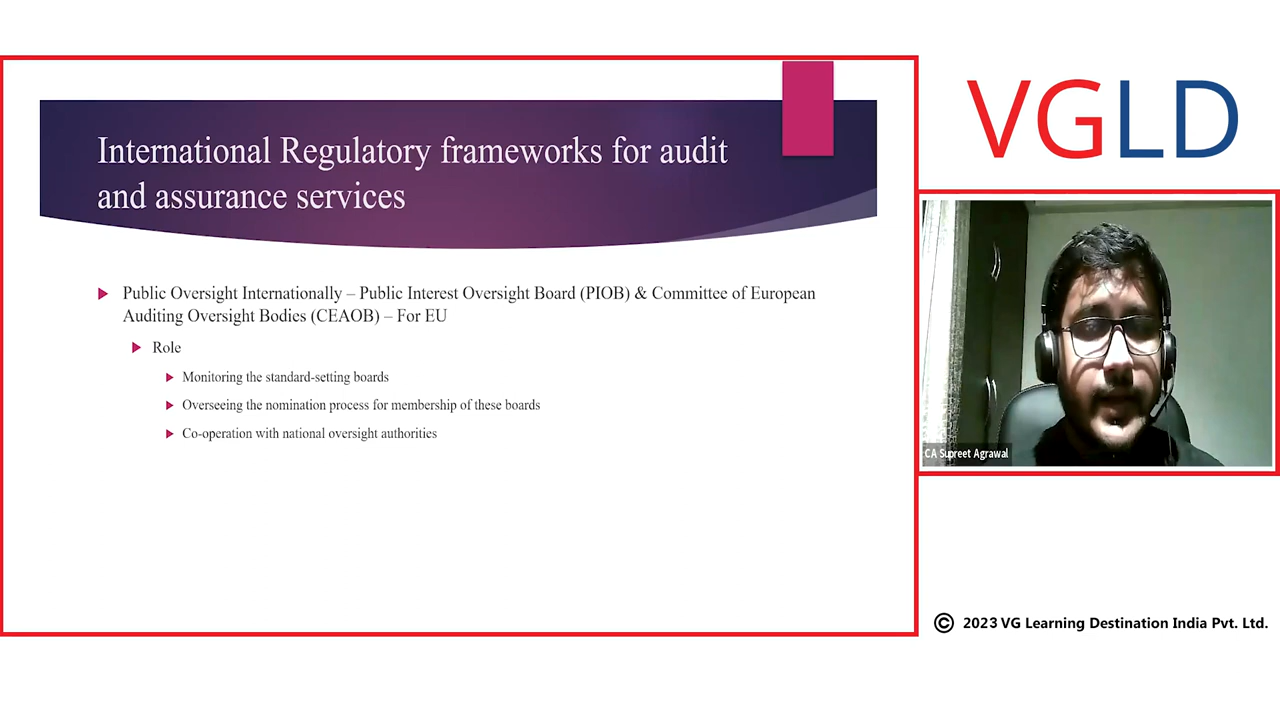 International Regulatory frameworks for audit
and assurance services
Public Oversight Internationally – Public Interest Oversight Board (PIOB) & Committee of European
Auditing Oversight Bodies (CEAOB) – For EU
Role
Monitoring the standard-setting boards
Overseeing the nomination process for membership of these boards
Co-operation with national oversight authorities
VGLD
CA Supreet Agrawal
© 2023 VG Learning Destination India Pvt. Ltd.